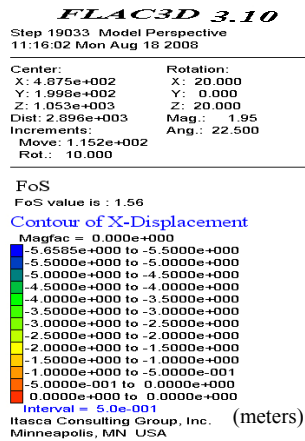 FLAC3D 3.10
Step 19033 Model Perspective
11:16:02 Mon Aug 18 2008
Center: Rotation:
X: 4.875e+002 X: 20.000
Y: 1.998e+002 Y: 0.000
Z: 1.053e+003 Z: 20.000
Dist: 2.896e+003 Mag.: 1.95
Increments: Ang.: 22.500
Move: 1.152e+002
Rot.: 10.000
FoS
FoS value is : 1.56
Contour of X-Displacement
Magfac = 0.000e+000
-5.6585e+000 to -5.5000e+000
-5.5000e+000 to -5.0000e+000
-5.0000e+000 to -4.5000e+000
-4.5000e+000 to -4.0000e+000
-4.0000e+000 to -3.5000e+000
-3.5000e+000 to -3.0000e+000
-3.0000e+000 to -2.5000e+000
-2.5000e+000 to -2.0000e+000
-2.0000e+000 to -1.5000e+000
-1.5000e+000 to -1.0000e+000
-1.0000e+000 to -5.0000e-001
-5.0000e-001 to 0.0000e+000
0.0000e+000 to 0.0000e+000
Interval = 5.0e-001
Itasca Consulting Group, Inc. (meters)
Minneapolis, MN USA